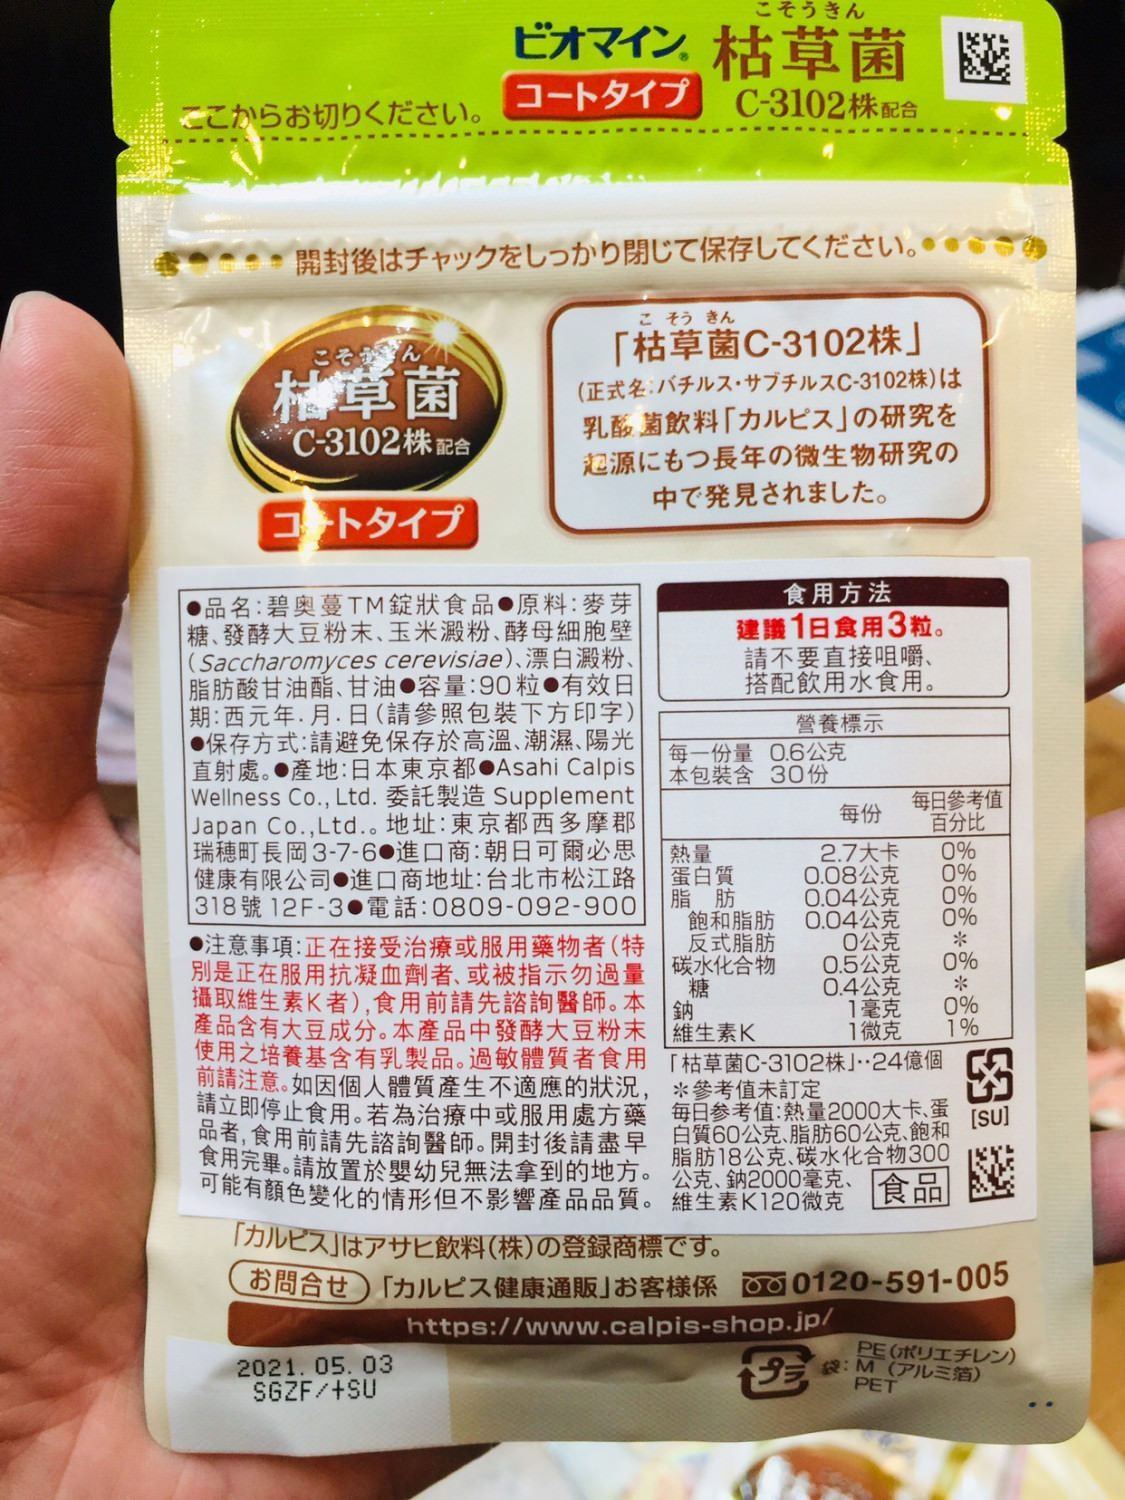 こそうきん
ビオマイン® 枯草菌
コートタイプ
C-3102株配合
ここからお切りください。
開封後はチャックをしっかり閉じて保存してください。
こそうきん
枯草菌
C-3102株配合
コートタイプ
こ そう きん
「枯草菌C-3102株」
(正式名:バチルス・サブチルスC-3102株)は
乳酸菌飲料「カルピス」の研究を
起源にもつ長年の微生物研究の
中で発見されました。
●品名:碧奧蔓TM錠狀食品●原料:麥芽
糖、發酵大豆粉末、玉米澱粉、酵母細胞壁
(Saccharomyces cerevisiae)、漂白澱粉、
脂肪酸甘油酯、甘油●容量:90粒●有效日
期:西元年.月.日(請參照包裝下方印字)
●保存方式:請避免保存於高溫、潮濕、陽光
直射處。●產地:日本東京都●Asahi Calpis
Wellness Co., Ltd. 委託製造 Supplement
Japan Co.,Ltd.。地址:東京都西多摩郡
瑞穗町長岡3-7-6●進口商:朝日可爾必思
健康有限公司●進口商地址:台北市松江路
318號12F-3●電話:0809-092-900
●注意事項:正在接受治療或服用藥物者(特
別是正在服用抗凝血劑者、或被指示勿過量
攝取維生素K者),食用前請先諮詢醫師。本
產品含有大豆成分。本產品中發酵大豆粉末
使用之培養基含有乳製品。過敏體質者食用
前請注意。如因個人體質產生不適應的狀況,
請立即停止食用。若為治療中或服用處方藥
品者,食用前請先諮詢醫師。開封後請盡早
食用完畢。請放置於嬰幼兒無法拿到的地方。
可能有顏色變化的情形但不影響產品品質。
食用方法
建議1日食用3粒。
請不要直接咀嚼、
搭配飲用水食用。
營養標示
每一份量 0.6公克
本包裝含 30份
每份 每日參考值百分比
熱量 2.7大卡 0%
蛋白質 0.08公克 0%
脂 肪 0.04公克 0%
飽和脂肪 0.04公克 0%
反式脂肪 0公克 *
碳水化合物 0.5公克 0%
糖 0.4公克 *
鈉 1毫克 0%
維生素K 1微克 1%
「枯草菌C-3102株」‥24億個
*參考值未訂定
每日參考值:熱量2000大卡、蛋
白質60公克、脂肪60公克、飽和
脂肪18公克、碳水化合物300
公克、鈉2000毫克、
維生素K120微克
食品
[SU]
「カルピス」はアサヒ飲料(株)の登録商標です。
お問合せ 「カルピス健康通販」お客様係 0120-591-005
https://www.calpis-shop.jp/
2021.05.03
SGZF/+SU
プラ 袋:
PE(ポリエチレン)
M (アルミ箔)
PET